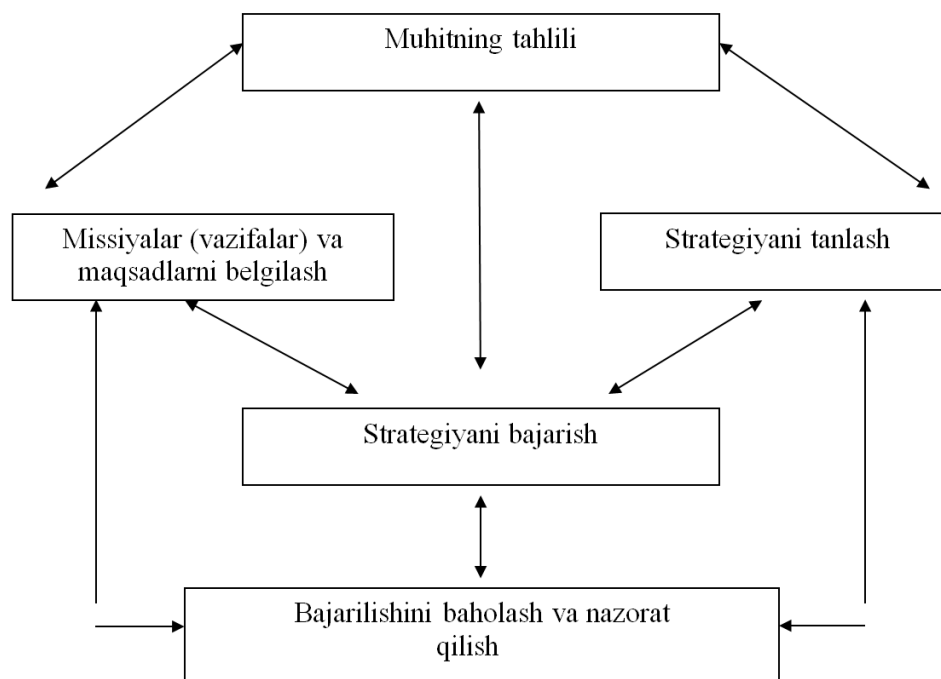 Muhitning tahlili
Missiyalar (vazifalar) va
maqsadlarni belgilash
Strategiyani tanlash
Strategiyani bajarish
Bajarilishini baholash va nazorat
qilish